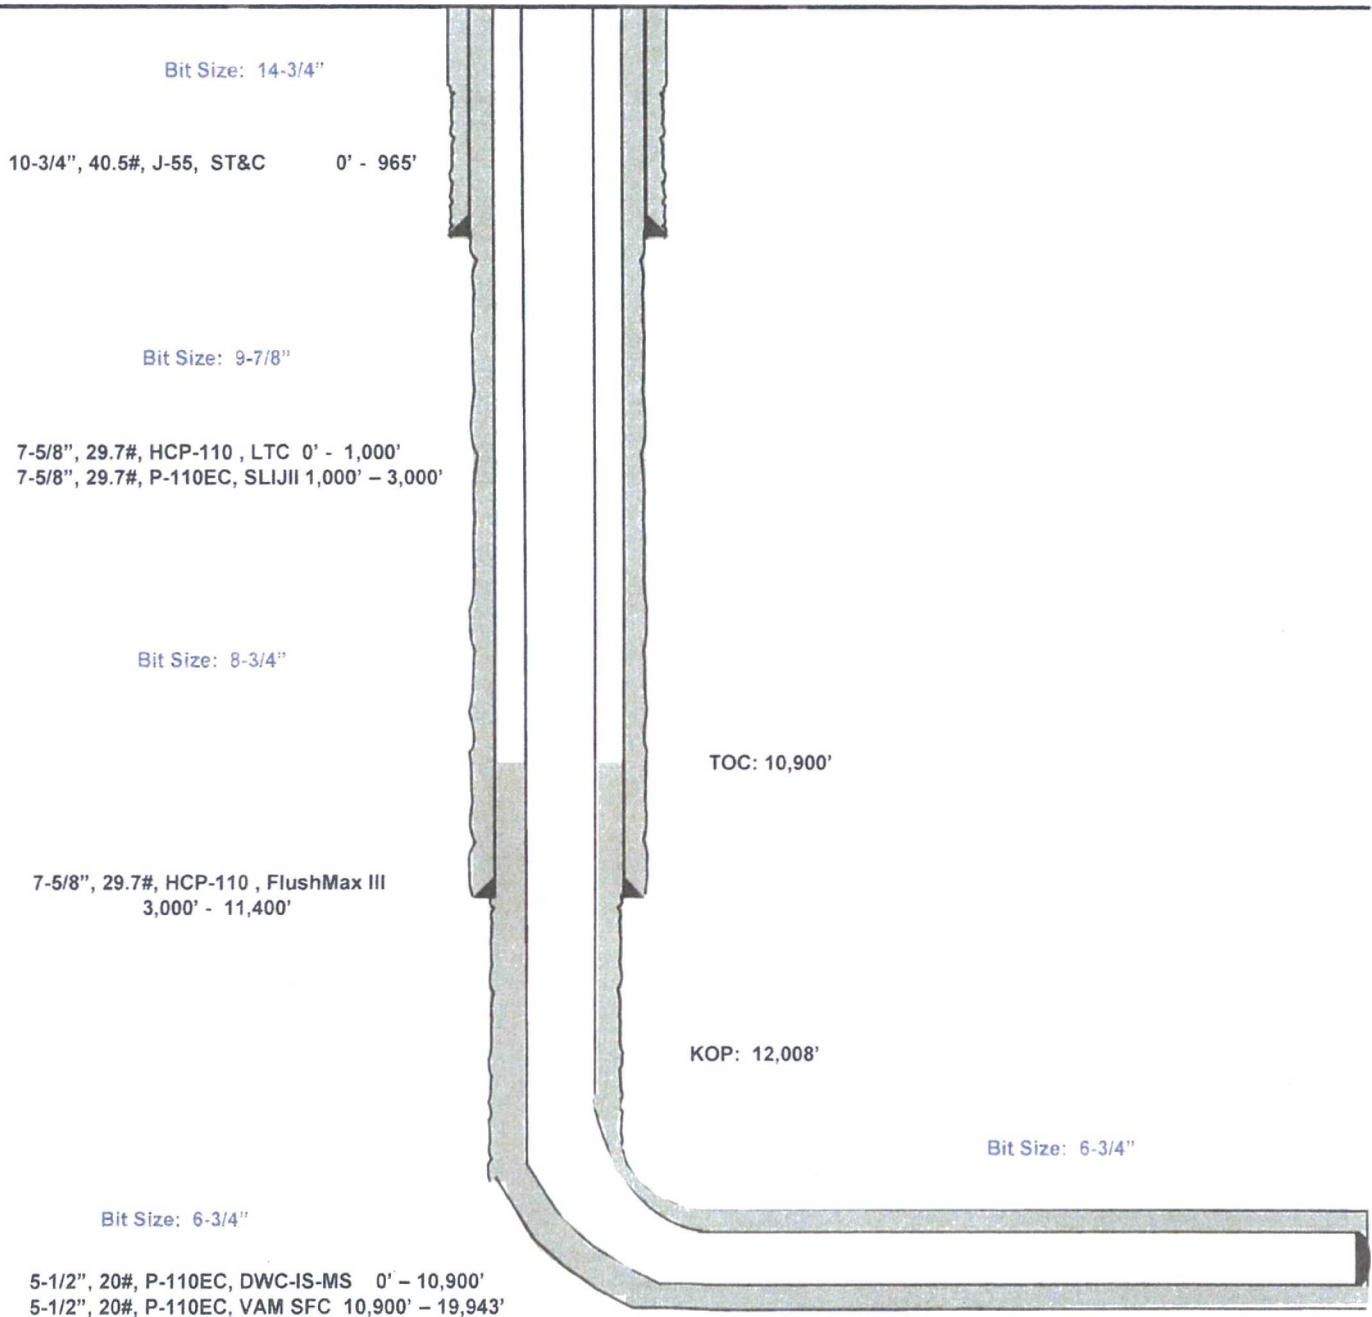 Bit Size: 14-3/4”
10-3/4”, 40.5#, J-55, ST&C 0’ - 965’
Bit Size: 9-7/8”
7-5/8”, 29.7#, HCP-110 , LTC 0’ - 1,000’
7-5/8”, 29.7#, P-110EC, SLIJII 1,000’ – 3,000’
Bit Size: 8-3/4”
TOC: 10,900’
7-5/8”, 29.7#, HCP-110 , FlushMax III
3,000’ - 11,400’
KOP: 12,008’
Bit Size: 6-3/4”
Bit Size: 6-3/4”
5-1/2”, 20#, P-110EC, DWC-IS-MS 0’ – 10,900’
5-1/2”, 20#, P-110EC, VAM SFC 10,900’ – 19,943’